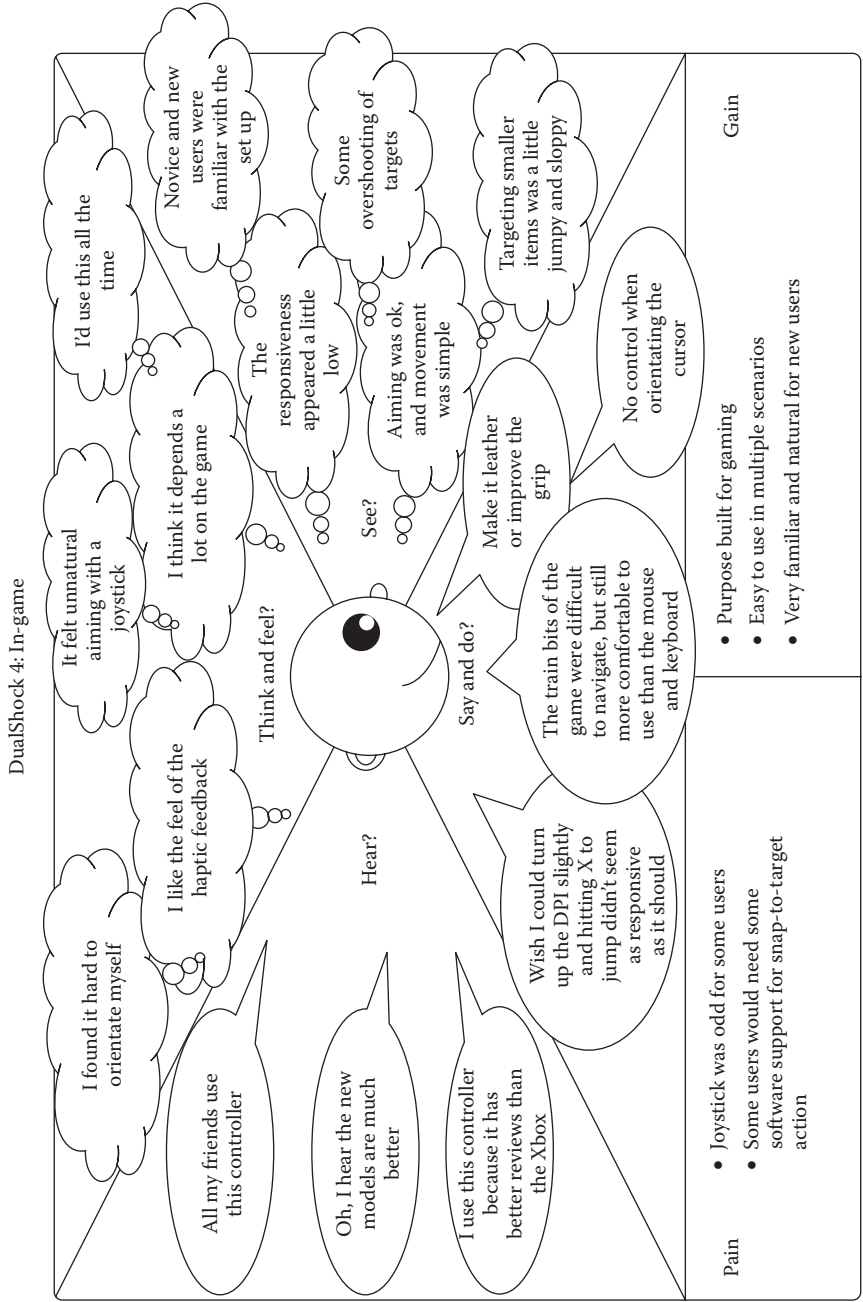 DualShock 4: In-game
I found it hard to
orientate myself
I like the feel of the
haptic feedback
It felt unnatural
aiming with a
joystick
I think it depends a
lot on the game
I'd use this all the
time
Think and feel?
Novice and new
users were
familiar with the
set up
The
responsiveness
appeared a little
low
Some
overshooting of
targets
See?
Aiming was ok,
and movement
was simple
Targeting smaller
items was a little
jumpy and sloppy
All my friends use
this controller
Hear?
Oh, I hear the new
models are much
better
I use this controller
because it has
better reviews than
the Xbox
Say and do?
Wish I could turn
up the DPI slightly
and hitting X to
jump didn't seem
as responsive
as it should
The train bits of the
game were difficult
to navigate, but still
more comfortable to
use than the mouse
and keyboard
Make it leather
or improve the
grip
No control when
orientating the
cursor
Pain
• Joystick was odd for some users
• Some users would need some
software support for snap-to-target
action
Gain
• Purpose built for gaming
• Easy to use in multiple scenarios
• Very familiar and natural for new users